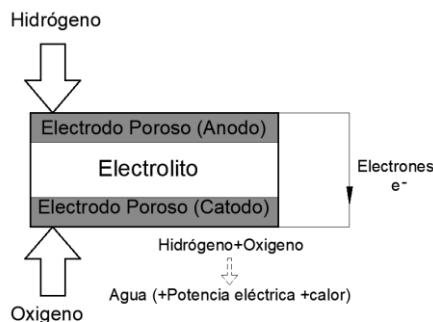 Hidrógeno
Electrodo Poroso (Anodo)
Electrolito
Electrodo Poroso (Catodo)
Electrones
e-
Hidrógeno+Oxigeno
Agua (+Potencia eléctrica +calor)
Oxigeno